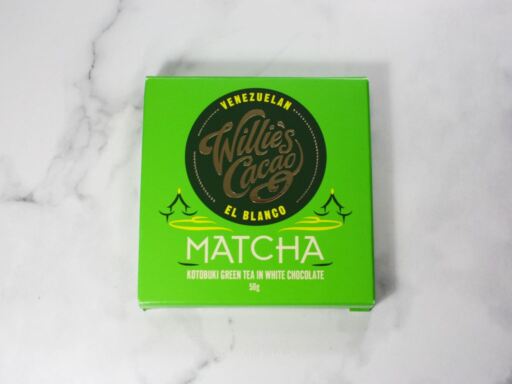 VENEZUELAN
Willie's
Cacao
EL BLANCO
MATCHA
KOTOBUKI GREEN TEA IN WHITE CHOCOLATE
50g